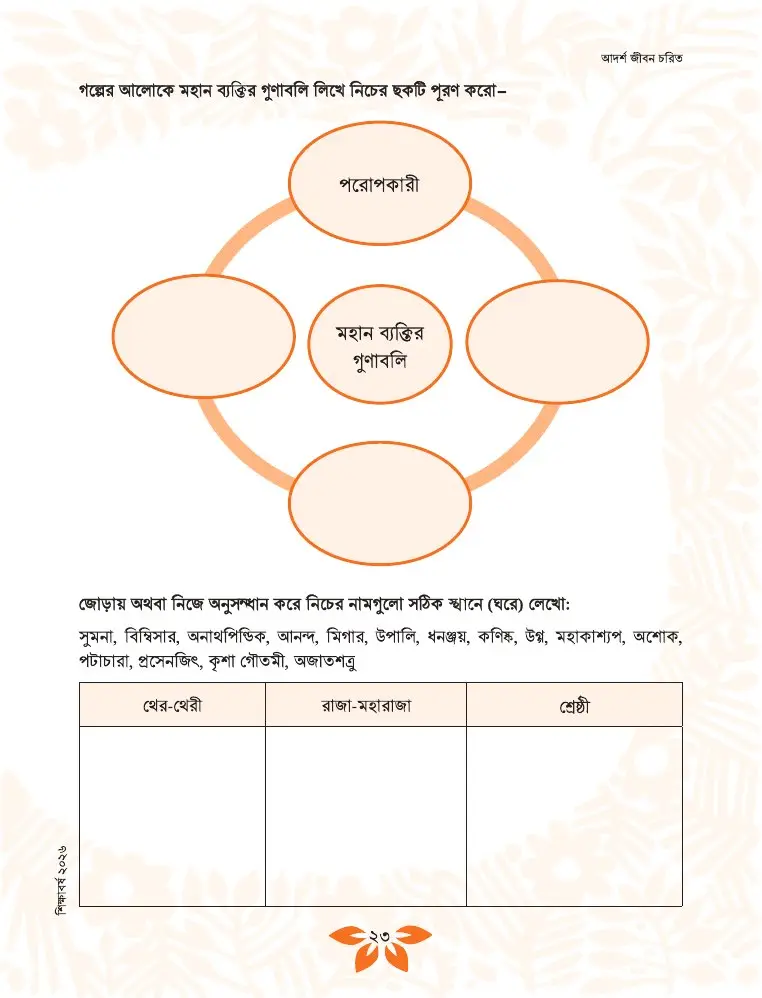 আদর্শ জীবন চরিত
গল্পের আলোকে মহান ব্যক্তির গুণাবলি লিখে নিচের ছকটি পূরণ করো–
পরোপকারী
মহান ব্যক্তির
গুণাবলি
জোড়ায় অথবা নিজে অনুসন্ধান করে নিচের নামগুলো সঠিক স্থানে (ঘরে) লেখো:
সুমনা, বিম্বিসার, অনাথপিন্ডিক, আনন্দ, মিগার, উপালি, ধনঞ্জয়, কণিষ্ক, উগ্গ, মহাকাশ্যপ, অশোক,
পটাচারা, প্রসেনজিৎ, কৃশা গৌতমী, অজাতশত্রু
থের-থেরী
রাজা-মহারাজা
শ্রেষ্ঠী
শিক্ষাবর্ষ ২০২৬
২৩